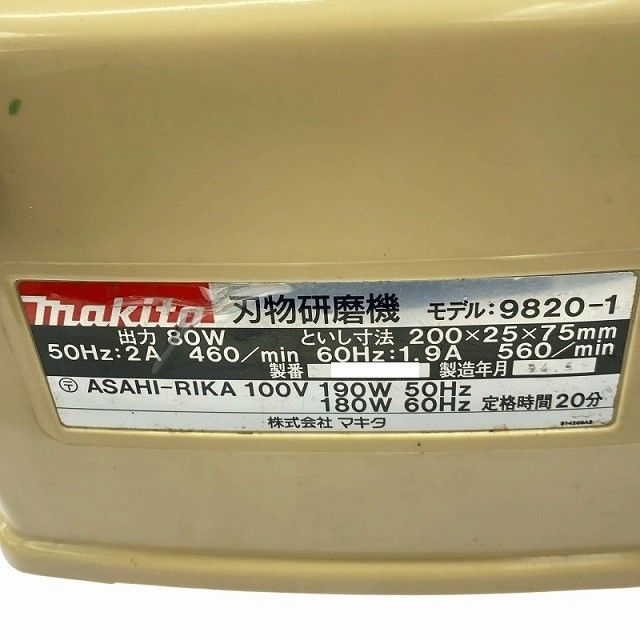 makita 刃物研磨機 モデル:9820-1
出力 80W といし寸法 200×25×75mm
50Hz:2A 460/min 60Hz:1.9A 560/min
製番 製造年月
〒 ASAHI-RIKA 100V 190W 50Hz
180W 60Hz 定格時間20分
株式会社 マキタ